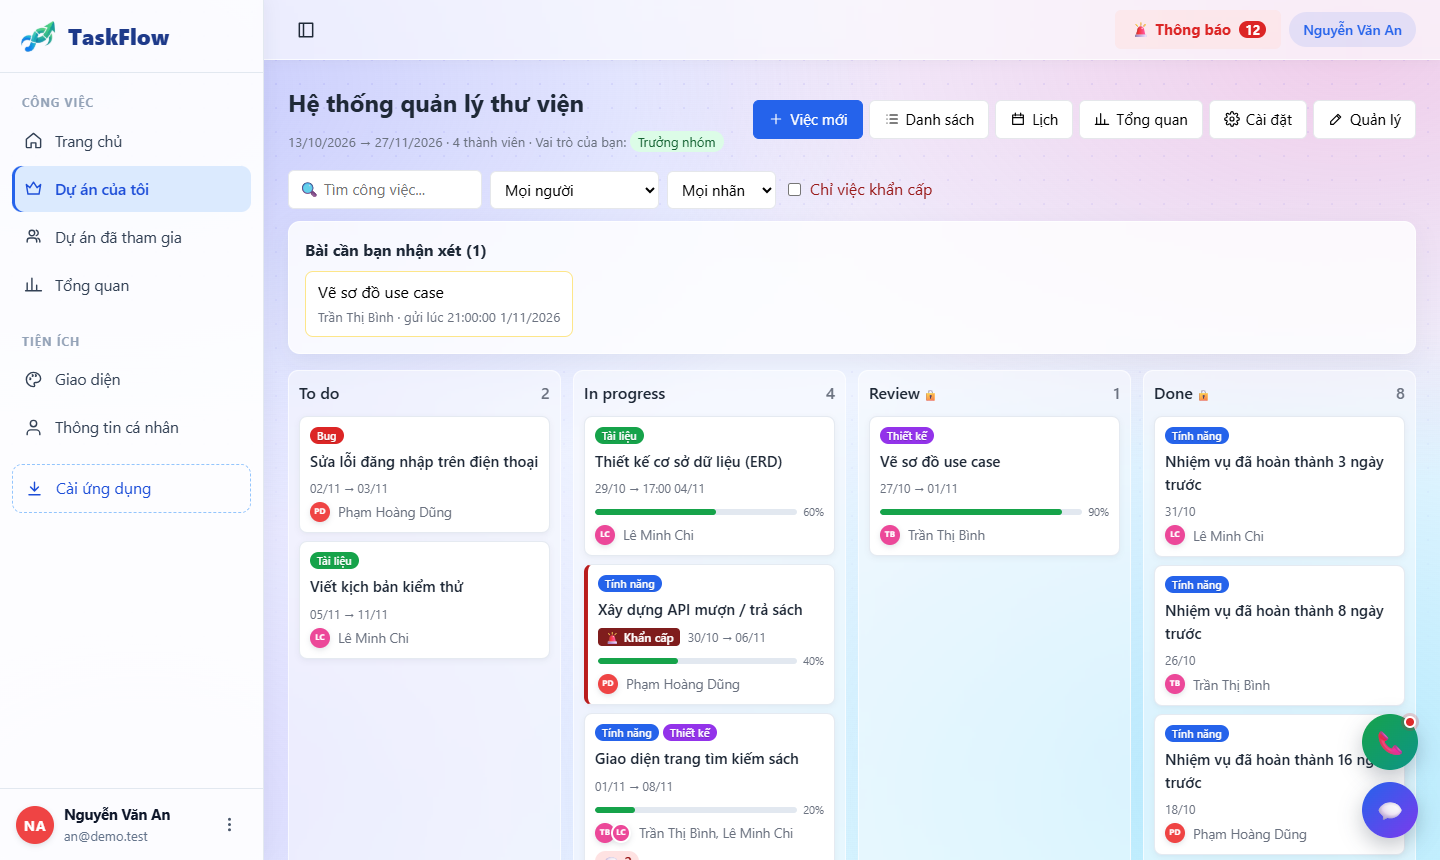 TaskFlow
CÔNG VIỆC
Trang chủ
Dự án của tôi
Dự án đã tham gia
Tổng quan
TIỆN ÍCH
Giao diện
Thông tin cá nhân
Cài ứng dụng
NA
Nguyễn Văn An
an@demo.test
Thông báo 12
Nguyễn Văn An
Hệ thống quản lý thư viện
13/10/2026 → 27/11/2026 · 4 thành viên · Vai trò của bạn: Trưởng nhóm
Việc mới
Danh sách
Lịch
Tổng quan
Cài đặt
Quản lý
Tìm công việc...
Mọi người
Mọi nhãn
Chỉ việc khẩn cấp
Bài cần bạn nhận xét (1)
Vẽ sơ đồ use case
Trần Thị Bình · gửi lúc 21:00:00 1/11/2026
To do 2
Bug
Sửa lỗi đăng nhập trên điện thoại
02/11 → 03/11
PD Phạm Hoàng Dũng
Tài liệu
Viết kịch bản kiểm thử
05/11 → 11/11
LC Lê Minh Chi
In progress 4
Tài liệu
Thiết kế cơ sở dữ liệu (ERD)
29/10 → 17:00 04/11
60%
LC Lê Minh Chi
Tính năng
Xây dựng API mượn / trả sách
Khẩn cấp 30/10 → 06/11
40%
PD Phạm Hoàng Dũng
Tính năng Thiết kế
Giao diện trang tìm kiếm sách
01/11 → 08/11
20%
TB LC Trần Thị Bình, Lê Minh Chi
Review 1
Thiết kế
Vẽ sơ đồ use case
27/10 → 01/11
90%
TB Trần Thị Bình
Done 8
Tính năng
Nhiệm vụ đã hoàn thành 3 ngày
trước
31/10
LC Lê Minh Chi
Tính năng
Nhiệm vụ đã hoàn thành 8 ngày
trước
26/10
TB Trần Thị Bình
Tính năng
Nhiệm vụ đã hoàn thành 16
trước
18/10
PD Phạm Hoàng Dũng